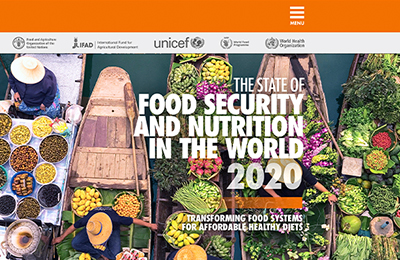 MENU
Food and Agriculture
Organization of the
United Nations
IFAD
International Fund for
Agricultural Development
unicef
World Food
Programme
World Health
Organization
THE STATE OF
FOOD SECURITY
AND NUTRITION
IN THE WORLD
2020
TRANSFORMING FOOD SYSTEMS
FOR AFFORDABLE HEALTHY DIETS